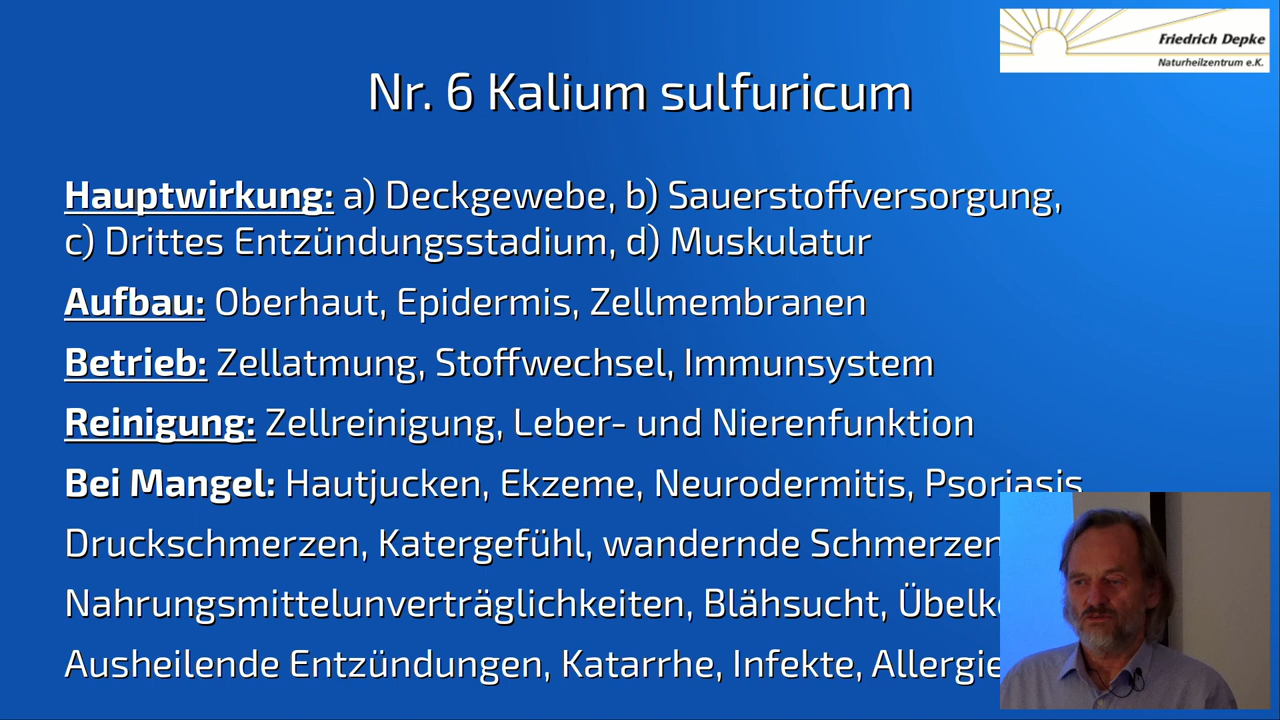 Friedrich Depke
Naturheilzentrum e.K.
Nr. 6 Kalium sulfuricum
Hauptwirkung: a) Deckgewebe, b) Sauerstoffversorgung,
c) Drittes Entzündungsstadium, d) Muskulatur
Aufbau: Oberhaut, Epidermis, Zellmembranen
Betrieb: Zellatmung, Stoffwechsel, Immunsystem
Reinigung: Zellreinigung, Leber- und Nierenfunktion
Bei Mangel: Hautjucken, Ekzeme, Neurodermitis, Psoriasis
Druckschmerzen, Katergefühl, wandernde Schmerzen
Nahrungsmittelunverträglichkeiten, Blähsucht,
Ausheilende Entzündungen, Katarrhe, Infekte, Allergie